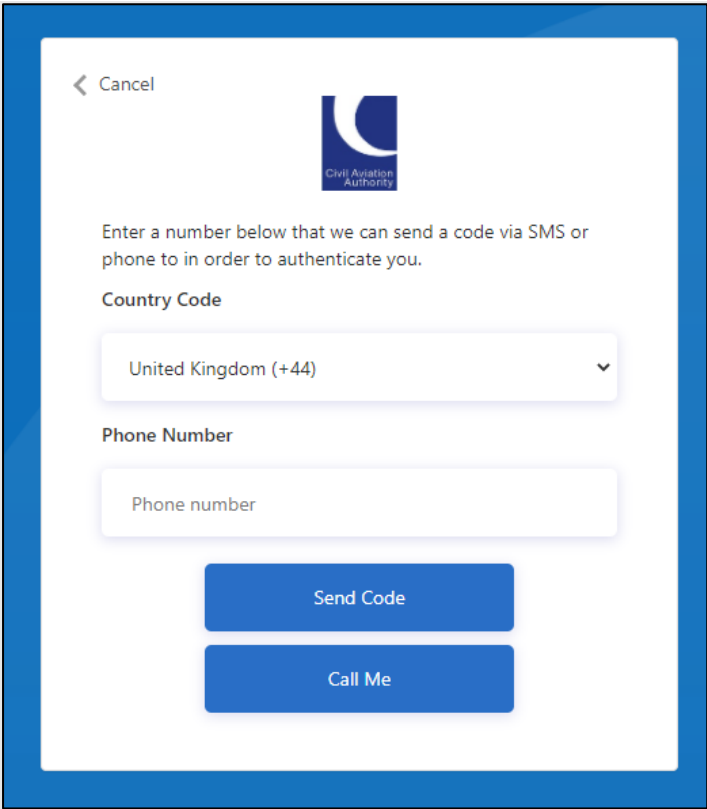 Cancel
Civil Aviation
Authority
Enter a number below that we can send a code via SMS or
phone to in order to authenticate you.
Country Code
United Kingdom (+44)
Phone Number
Phone number
Send Code
Call Me